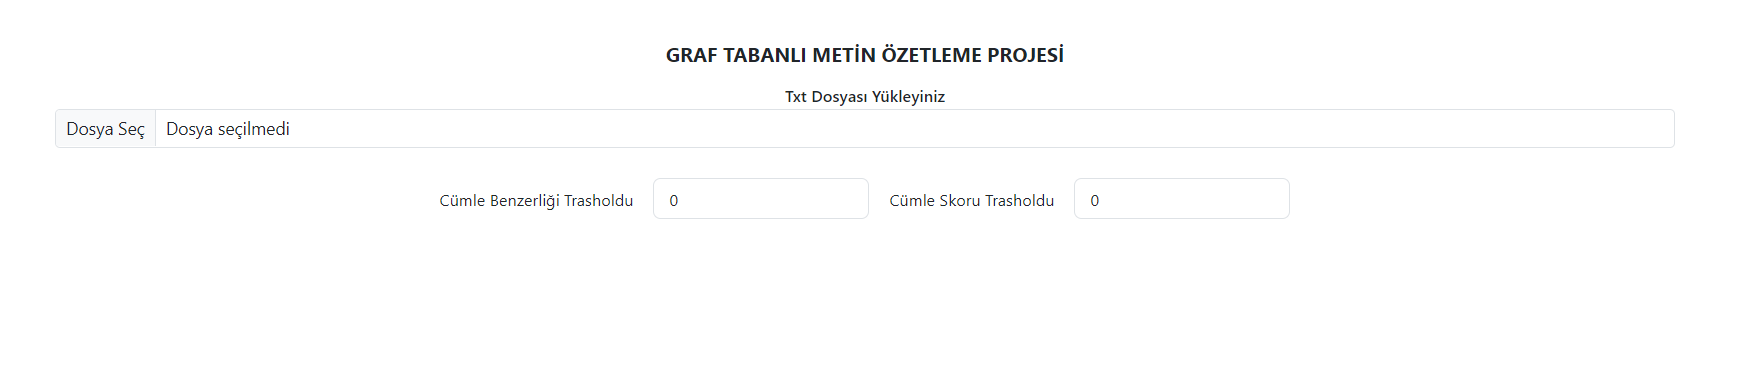 GRAF TABANLI METİN ÖZETLEME PROJESİ
Txt Dosyası Yükleyiniz
Dosya Seç Dosya seçilmedi
Cümle Benzerliği Trasholdu 0 Cümle Skoru Trasholdu 0